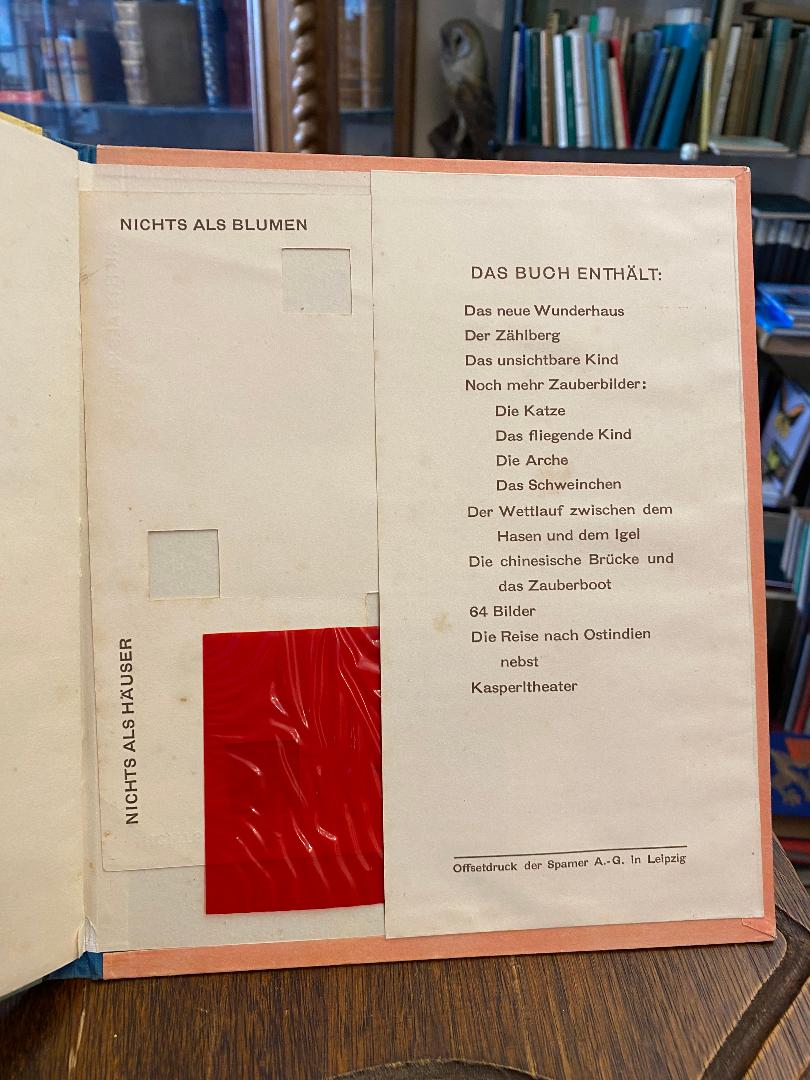 NICHTS ALS BLUMEN
NICHTS ALS HÄUSER
DAS BUCH ENTHÄLT:
Das neue Wunderhaus
Der Zählberg
Das unsichtbare Kind
Noch mehr Zauberbilder:
Die Katze
Das fliegende Kind
Die Arche
Das Schweinchen
Der Wettlauf zwischen dem
Hasen und dem Igel
Die chinesische Brücke und
das Zauberboot
64 Bilder
Die Reise nach Ostindien
nebst
Kasperltheater
Offsetdruck der Spamer A.-G. in Leipzig